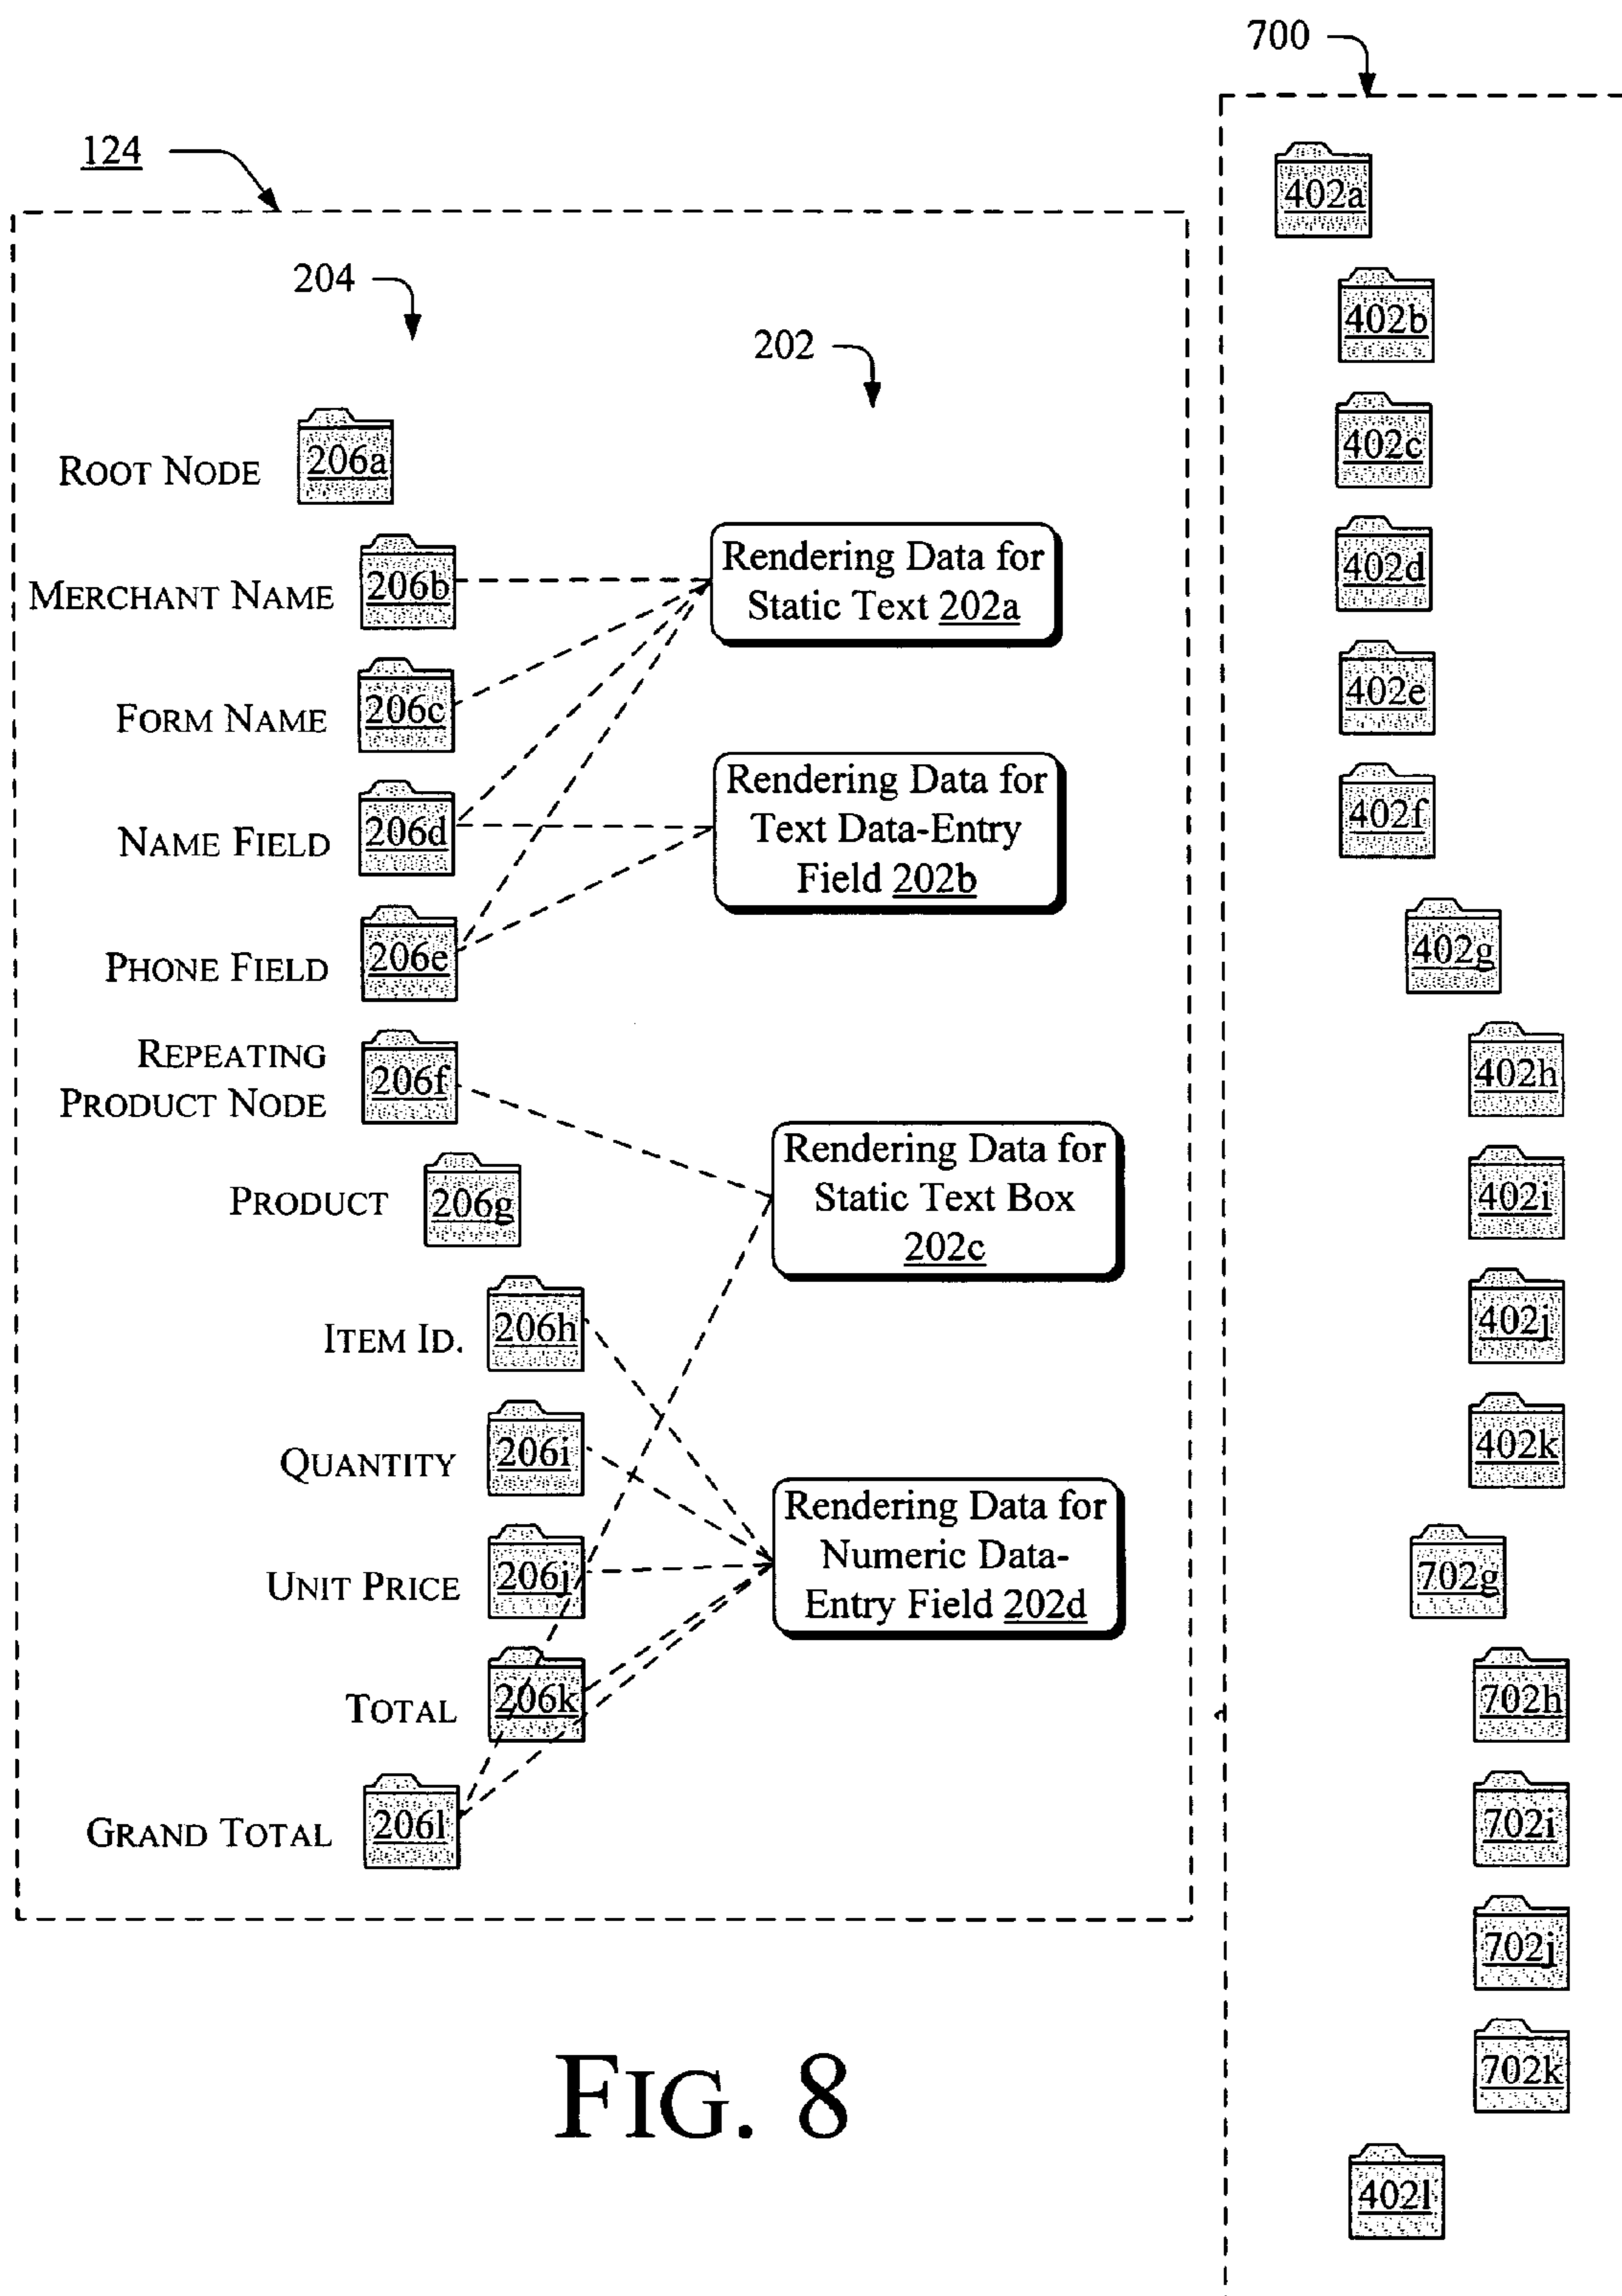 700
124
204
202
ROOT NODE 206a
MERCHANT NAME 206b
FORM NAME 206c
NAME FIELD 206d
PHONE FIELD 206e
REPEATING
PRODUCT NODE 206f
PRODUCT 206g
ITEM ID. 206h
QUANTITY 206i
UNIT PRICE 206j
TOTAL 206k
GRAND TOTAL 206l
Rendering Data for
Static Text 202a
Rendering Data for
Text Data-Entry
Field 202b
Rendering Data for
Static Text Box
202c
Rendering Data for
Numeric Data-
Entry Field 202d
402a
402b
402c
402d
402e
402f
402g
402h
402i
402j
402k
702g
702h
702i
702j
702k
402l
FIG. 8